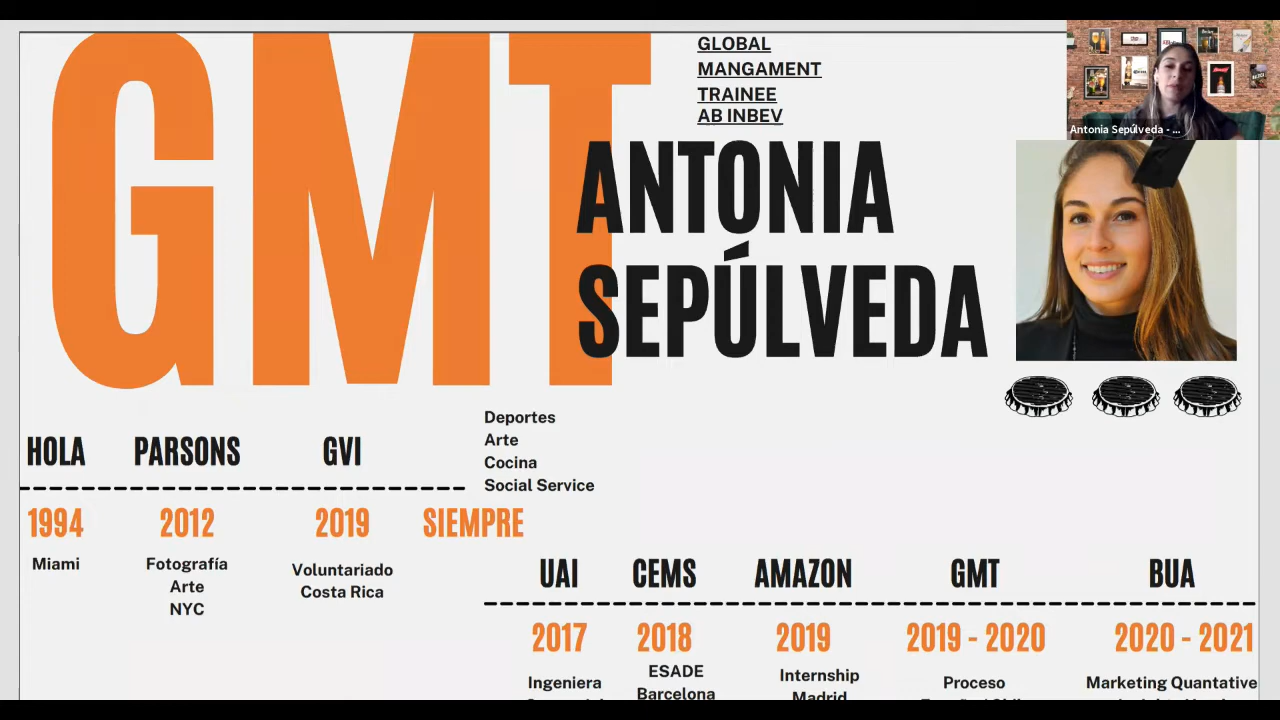 GMT
GLOBAL
MANGAMENT
TRAINEE
AB INBEV
Antonia Sepúlveda - ...
ANTONIA
SEPÚLVEDA
Deportes
Arte
Cocina
Social Service
HOLA PARSONS GVI
1994 2012 2019 SIEMPRE
Miami
Fotografía
Arte
NYC
Voluntariado
Costa Rica
UAI CEMS AMAZON GMT BUA
2017 2018 2019 2019 - 2020 2020 - 2021
Ingeniera
ESADE
Barcelona
Internship
Madrid
Proceso
Marketing Quantative